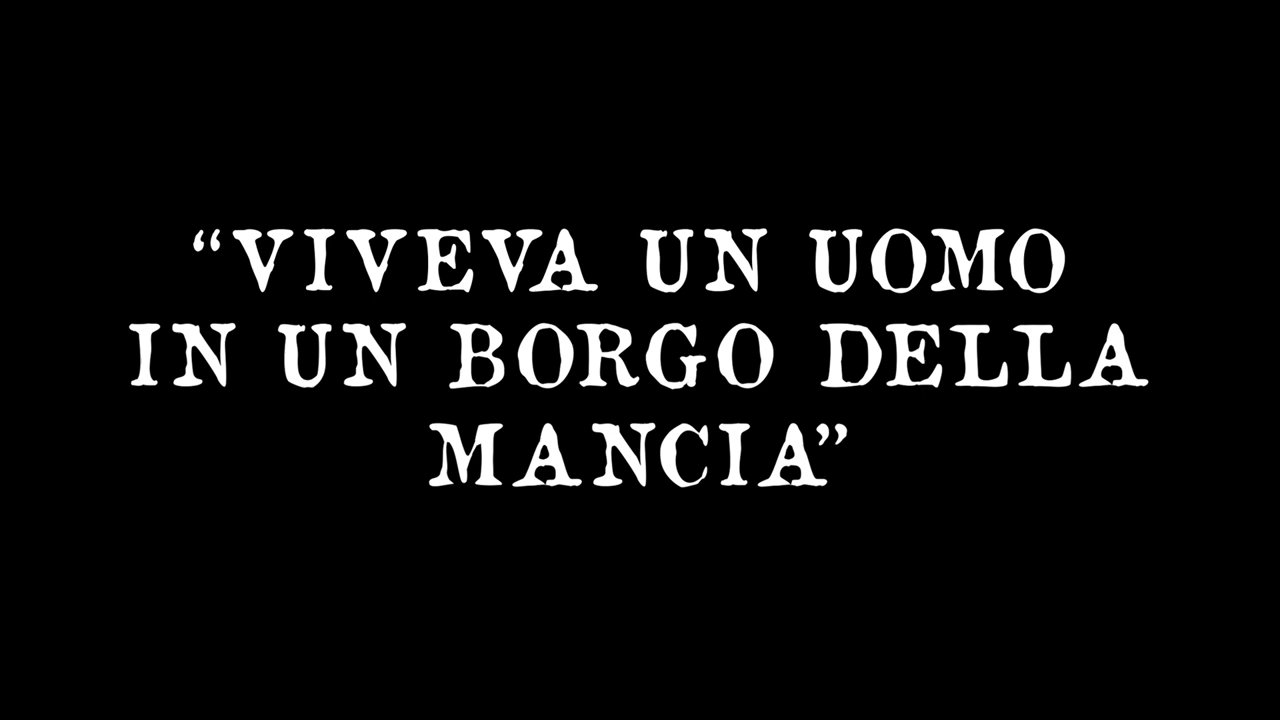 “VIVEVA UN UOMO
IN UN BORGO DELLA
MANCIA”